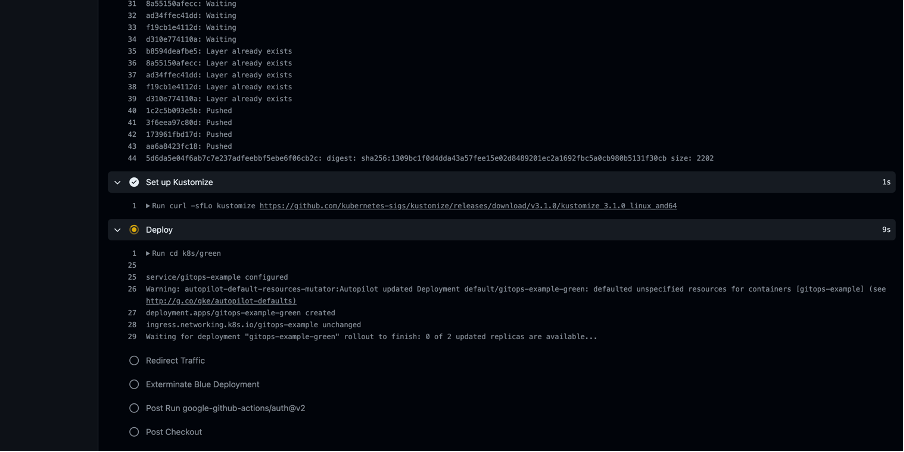 31 8a55150afecc: Waiting
32 ad34ffec41dd: Waiting
33 f19cb1e4112d: Waiting
34 d310e774110a: Waiting
35 b8594deafbe5: Layer already exists
36 8a55150afecc: Layer already exists
37 ad34ffec41dd: Layer already exists
38 f19cb1e4112d: Layer already exists
39 d310e774110a: Layer already exists
40 1c2c5b093e5b: Pushed
41 3f6eea97c80d: Pushed
42 173961fbd17d: Pushed
43 aa6a8423fc18: Pushed
44 5d6da5e04f6ab7c7e237adfeebbf5ebe6f06cb2c: digest: sha256:1309bc1f0d4dda43a57fee15e02d8489201ec2a1692fbc5a0cb980b5131f30cb size: 2202
Set up Kustomize 1s
1 Run curl -sfLo kustomize https://github.com/kubernetes-sigs/kustomize/releases/download/v3.1.0/kustomize_3.1.0_linux_amd64
Deploy 9s
1 Run cd k8s/green
25
25 service/gitops-example configured
26 Warning: autopilot-default-resources-mutator:Autopilot updated Deployment default/gitops-example-green: defaulted unspecified resources for containers [gitops-example] (see
http://g.co/gke/autopilot-defaults)
27 deployment.apps/gitops-example-green created
28 ingress.networking.k8s.io/gitops-example unchanged
29 Waiting for deployment "gitops-example-green" rollout to finish: 0 of 2 updated replicas are available...
Redirect Traffic
Exterminate Blue Deployment
Post Run google-github-actions/auth@v2
Post Checkout